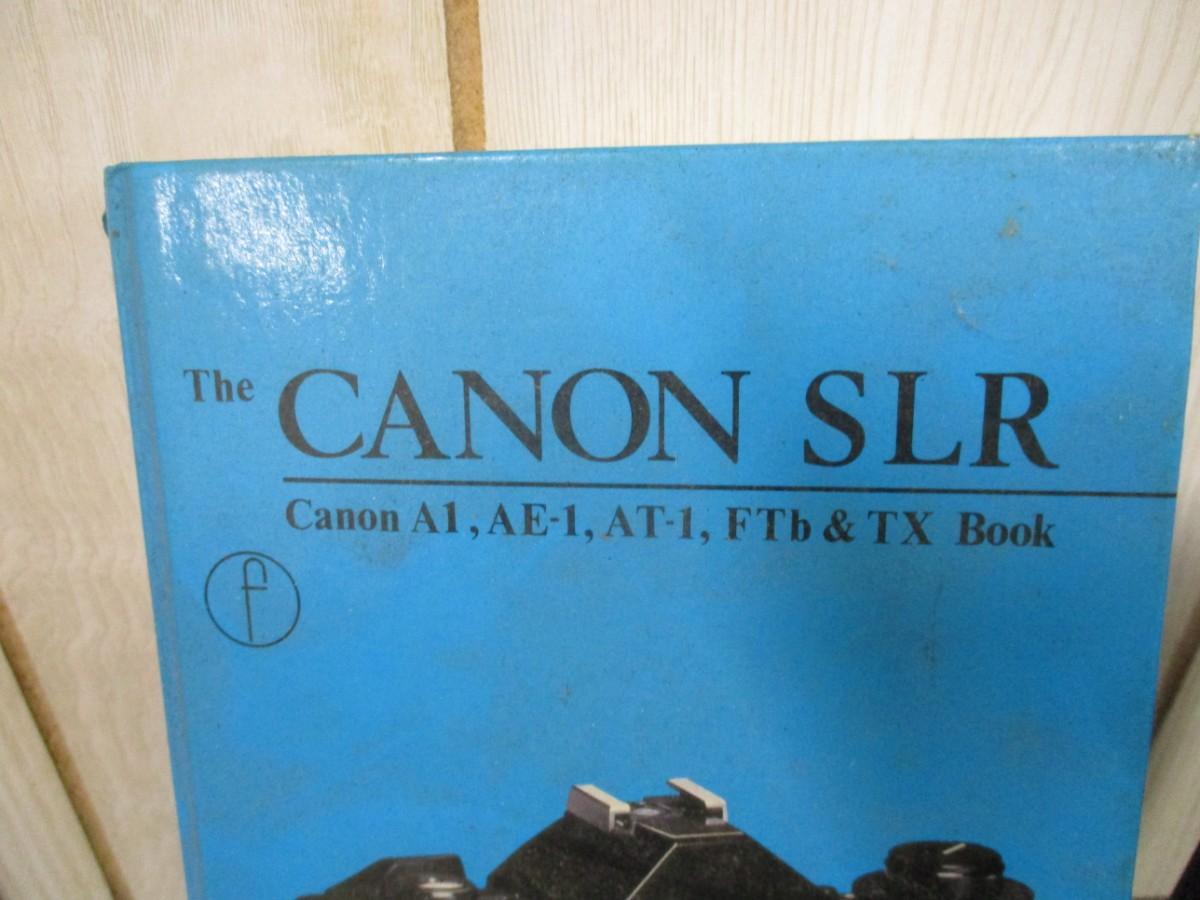 The CANON SLR
Canon A1, AE-1, AT-1, FTb & TX Book
f